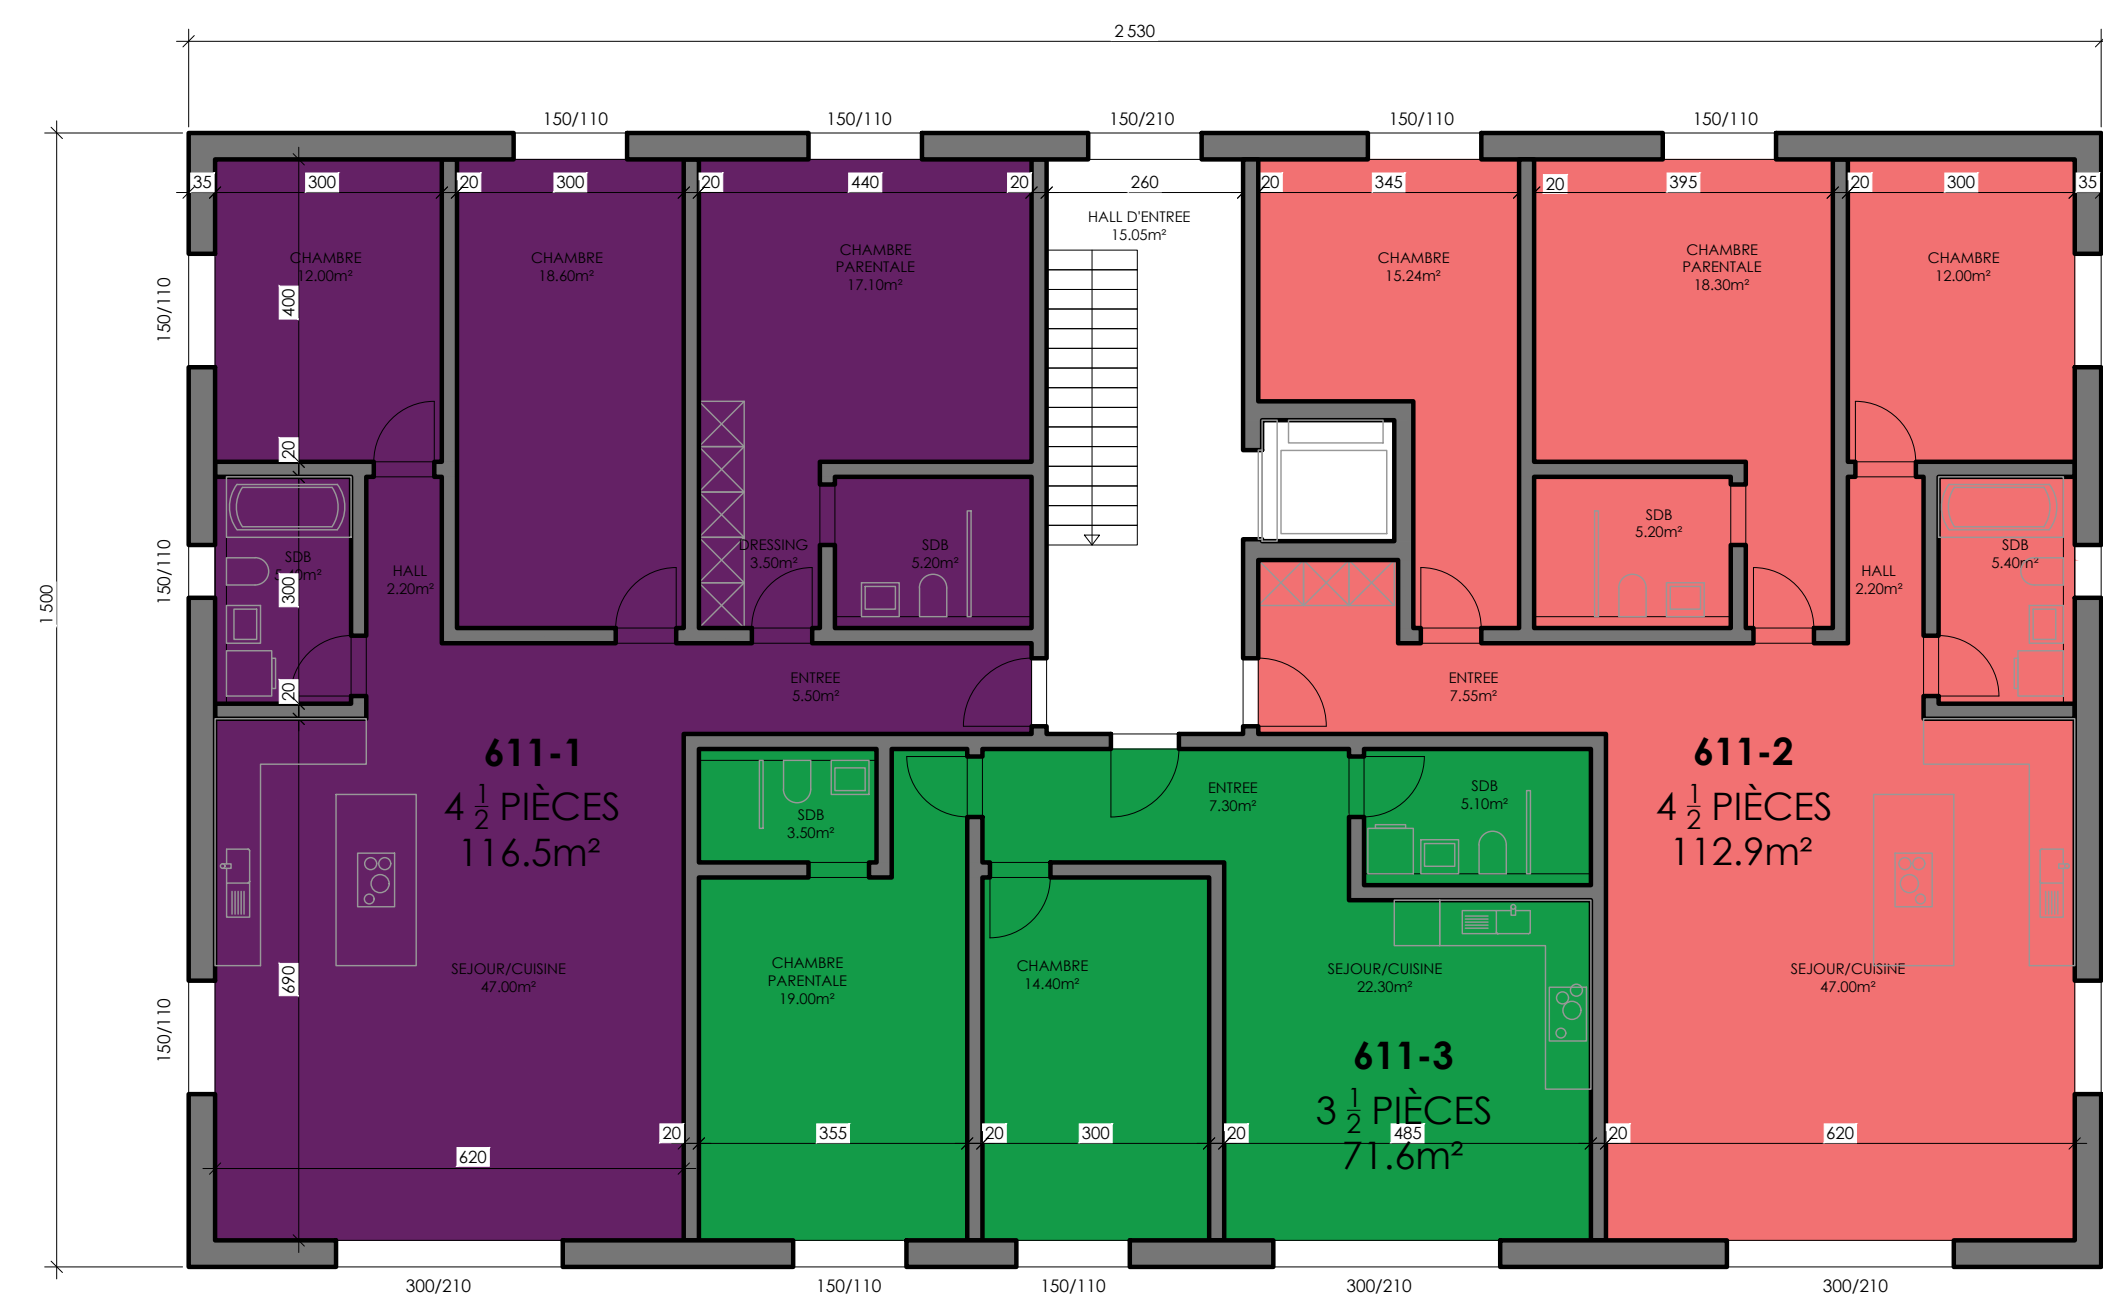 2 530
150/110
150/110
150/210
150/110
150/110
35
300
20
300
20
440
20
260
20
345
20
395
20
300
35
HALL D'ENTREE
15.05m²
CHAMBRE
12.00m²
CHAMBRE
18.60m²
CHAMBRE
PARENTALE
17.10m²
CHAMBRE
15.24m²
CHAMBRE
PARENTALE
18.30m²
CHAMBRE
12.00m²
150/110
400
20
1 500
150/110
SDB
300
HALL
2.20m²
DRESSING
3.50m²
SDB
5.20m²
SDB
5.20m²
HALL
2.20m²
SDB
5.40m²
20
ENTREE
5.50m²
ENTREE
7.55m²
611-1
4 ½ PIÈCES
116.5m²
SDB
3.50m²
ENTREE
7.30m²
SDB
5.10m²
611-2
4 ½ PIÈCES
112.9m²
690
150/110
SEJOUR/CUISINE
47.00m²
CHAMBRE
PARENTALE
19.00m²
CHAMBRE
14.40m²
SEJOUR/CUISINE
22.30m²
SEJOUR/CUISINE
47.00m²
611-3
3 ½ PIÈCES
71.6m²
20
355
20
300
20
485
20
620
620
300/210
150/110
150/110
300/210
300/210